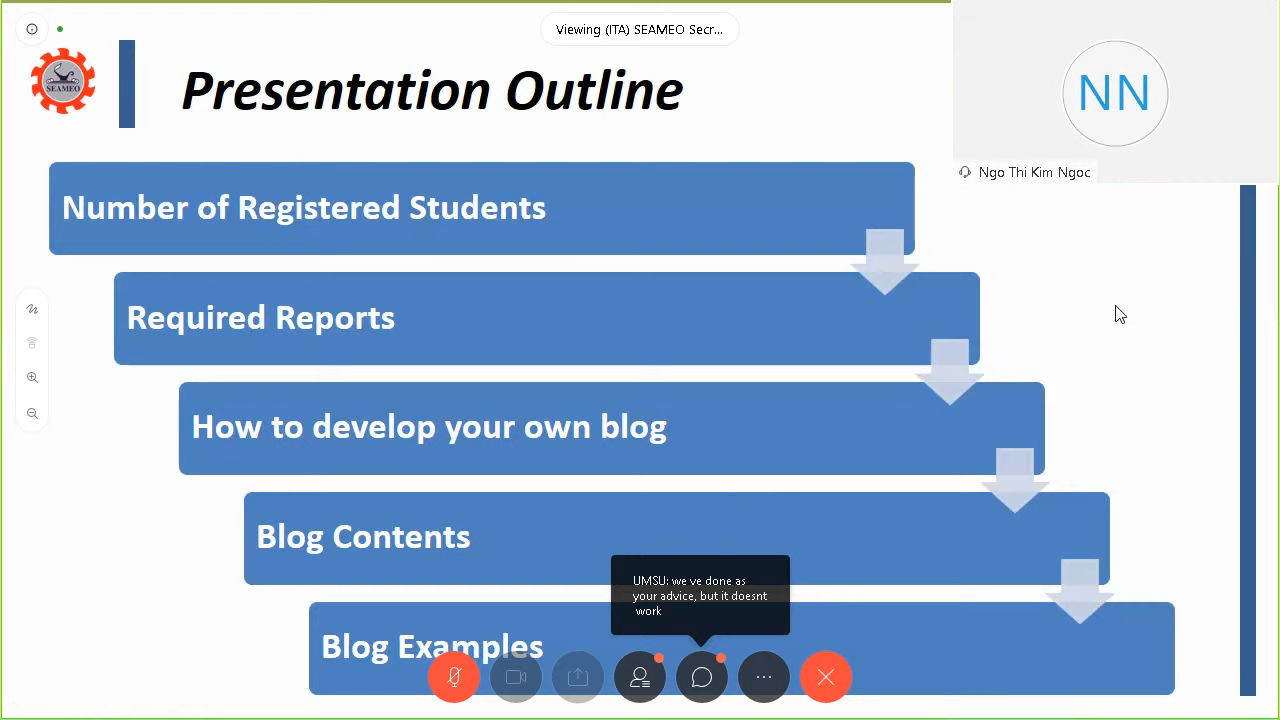 Viewing (ITA) SEAMEO Secr...
SEAMEO
Presentation Outline
NN
Ngo Thi Kim Ngoc
Number of Registered Students
Required Reports
How to develop your own blog
Blog Contents
UMSU: we ve done as
your advice, but it doesnt
work
Blog Examples